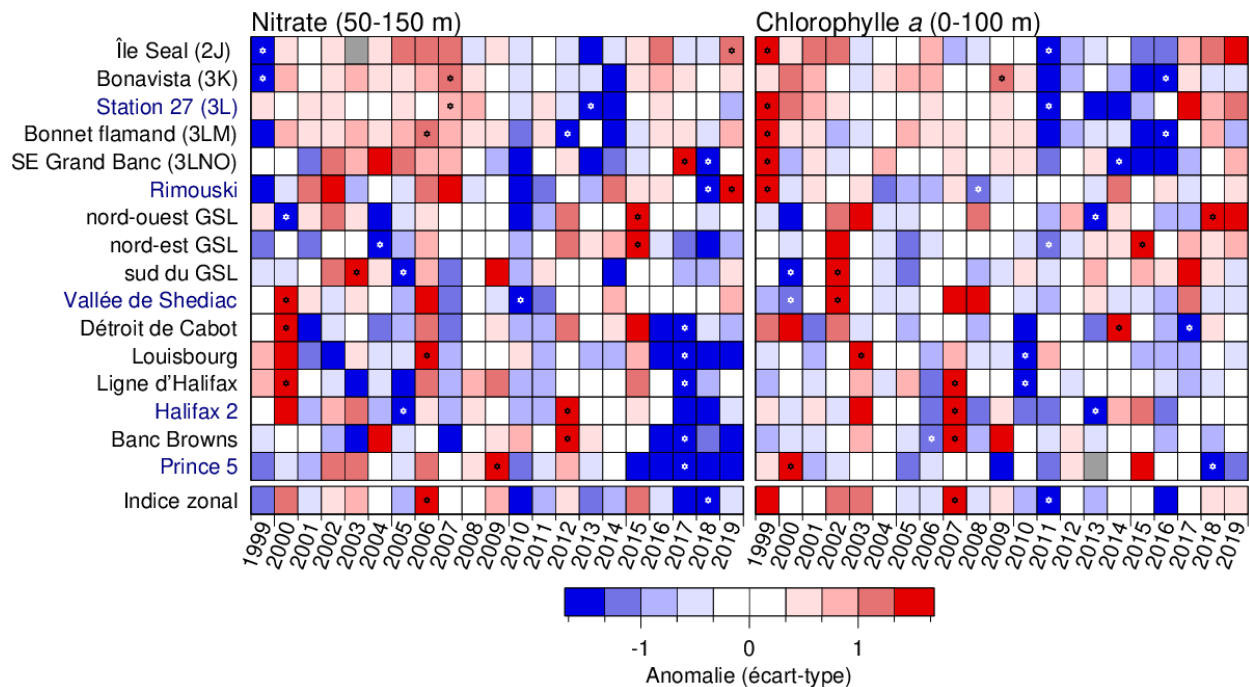 Nitrate (50-150 m)
Chlorophylle a (0-100 m)
Île Seal (2J)
Bonavista (3K)
Station 27 (3L)
Bonnet flamand (3LM)
SE Grand Banc (3LNO)
Rimouski
nord-ouest GSL
nord-est GSL
sud du GSL
Vallée de Shediac
Détroit de Cabot
Louisbourg
Ligne d'Halifax
Halifax 2
Banc Browns
Prince 5
Indice zonal
1999 2000 2001 2002 2003 2004 2005 2006 2007 2008 2009 2010 2011 2012 2013 2014 2015 2016 2017 2018 2019
1999 2000 2001 2002 2003 2004 2005 2006 2007 2008 2009 2010 2011 2012 2013 2014 2015 2016 2017 2018 2019
-1 0 1
Anomalie (écart-type)